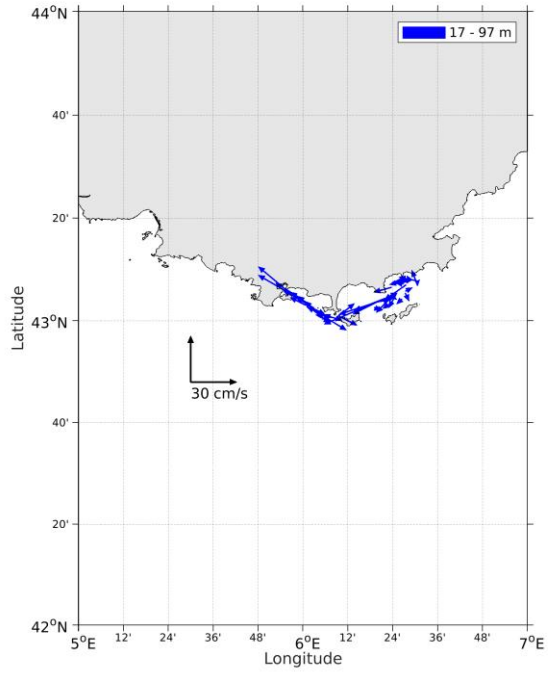 44°N
17 - 97 m
40'
20'
43°N
30 cm/s
40'
20'
42°N
5°E 12' 24' 36' 48' 6°E 12' 24' 36' 48' 7°E
Longitude
Latitude